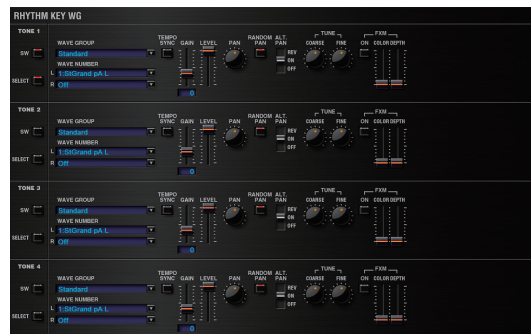 RHYTHM KEY WG
TONE 1
WAVE GROUP TEMPO SYNC GAIN LEVEL PAN RANDOM PAN ALT. PAN TUNE COARSE FINE FXM ON COLOR DEPTH
SW Standard REV ON OFF
WAVE NUMBER
SELECT L 1:StGrand pA L
R Off 0
TONE 2
WAVE GROUP TEMPO SYNC GAIN LEVEL PAN RANDOM PAN ALT. PAN TUNE COARSE FINE FXM ON COLOR DEPTH
SW Standard REV ON OFF
WAVE NUMBER
SELECT L 1:StGrand pA L
R Off 0
TONE 3
WAVE GROUP TEMPO SYNC GAIN LEVEL PAN RANDOM PAN ALT. PAN TUNE COARSE FINE FXM ON COLOR DEPTH
SW Standard REV ON OFF
WAVE NUMBER
SELECT L 1:StGrand pA L
R Off 0
TONE 4
WAVE GROUP TEMPO SYNC GAIN LEVEL PAN RANDOM PAN ALT. PAN TUNE COARSE FINE FXM ON COLOR DEPTH
SW Standard REV ON OFF
WAVE NUMBER
SELECT L 1:StGrand pA L
R Off 0